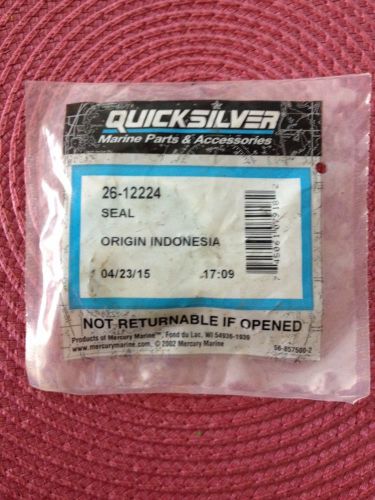 QUICKSILVER
Marine Parts & Accessories
26-12224
SEAL
ORIGIN INDONESIA
04/23/15 17:09
NOT RETURNABLE IF OPENED
Products of Mercury Marine™, Fond du Lac, WI 54936-1939
www.mercurymarine.com © 2002 Mercury Marine